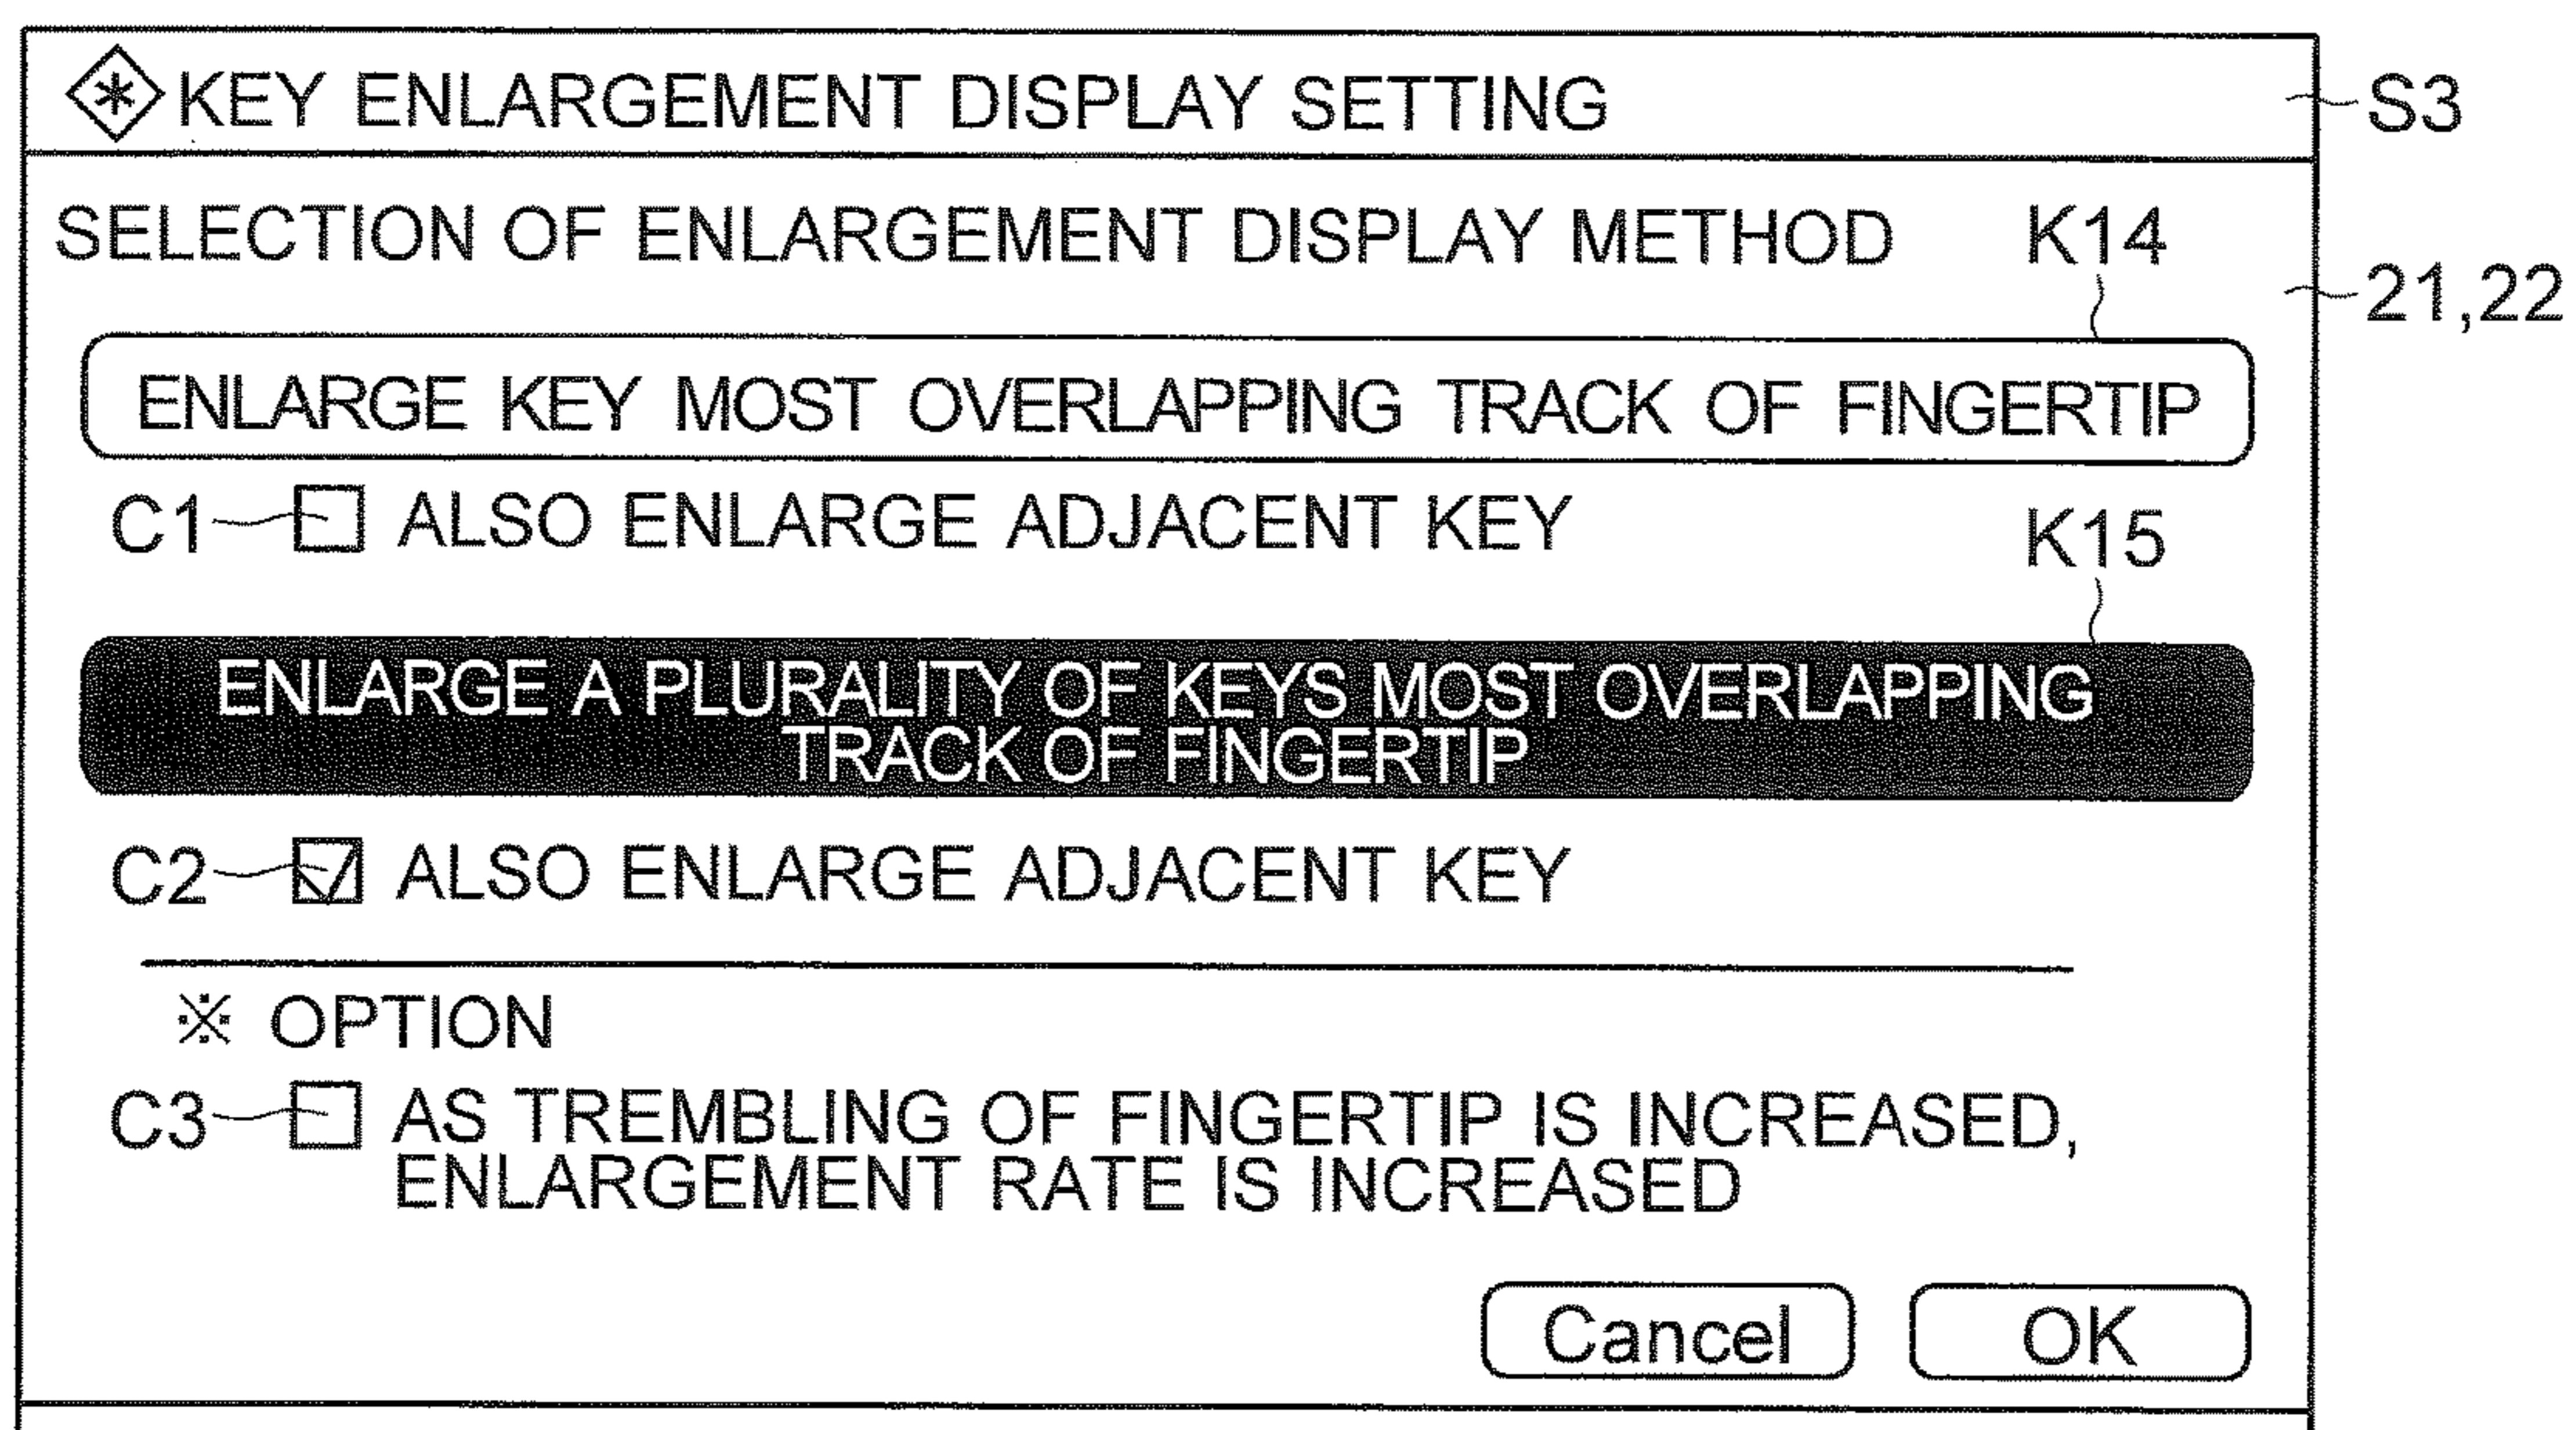 KEY ENLARGEMENT DISPLAY SETTING
S3
SELECTION OF ENLARGEMENT DISPLAY METHOD
K14
21,22
ENLARGE KEY MOST OVERLAPPING TRACK OF FINGERTIP
C1 ALSO ENLARGE ADJACENT KEY
K15
ENLARGE A PLURALITY OF KEYS MOST OVERLAPPING
TRACK OF FINGERTIP
C2 ALSO ENLARGE ADJACENT KEY
※ OPTION
C3 AS TREMBLING OF FINGERTIP IS INCREASED,
ENLARGEMENT RATE IS INCREASED
Cancel OK